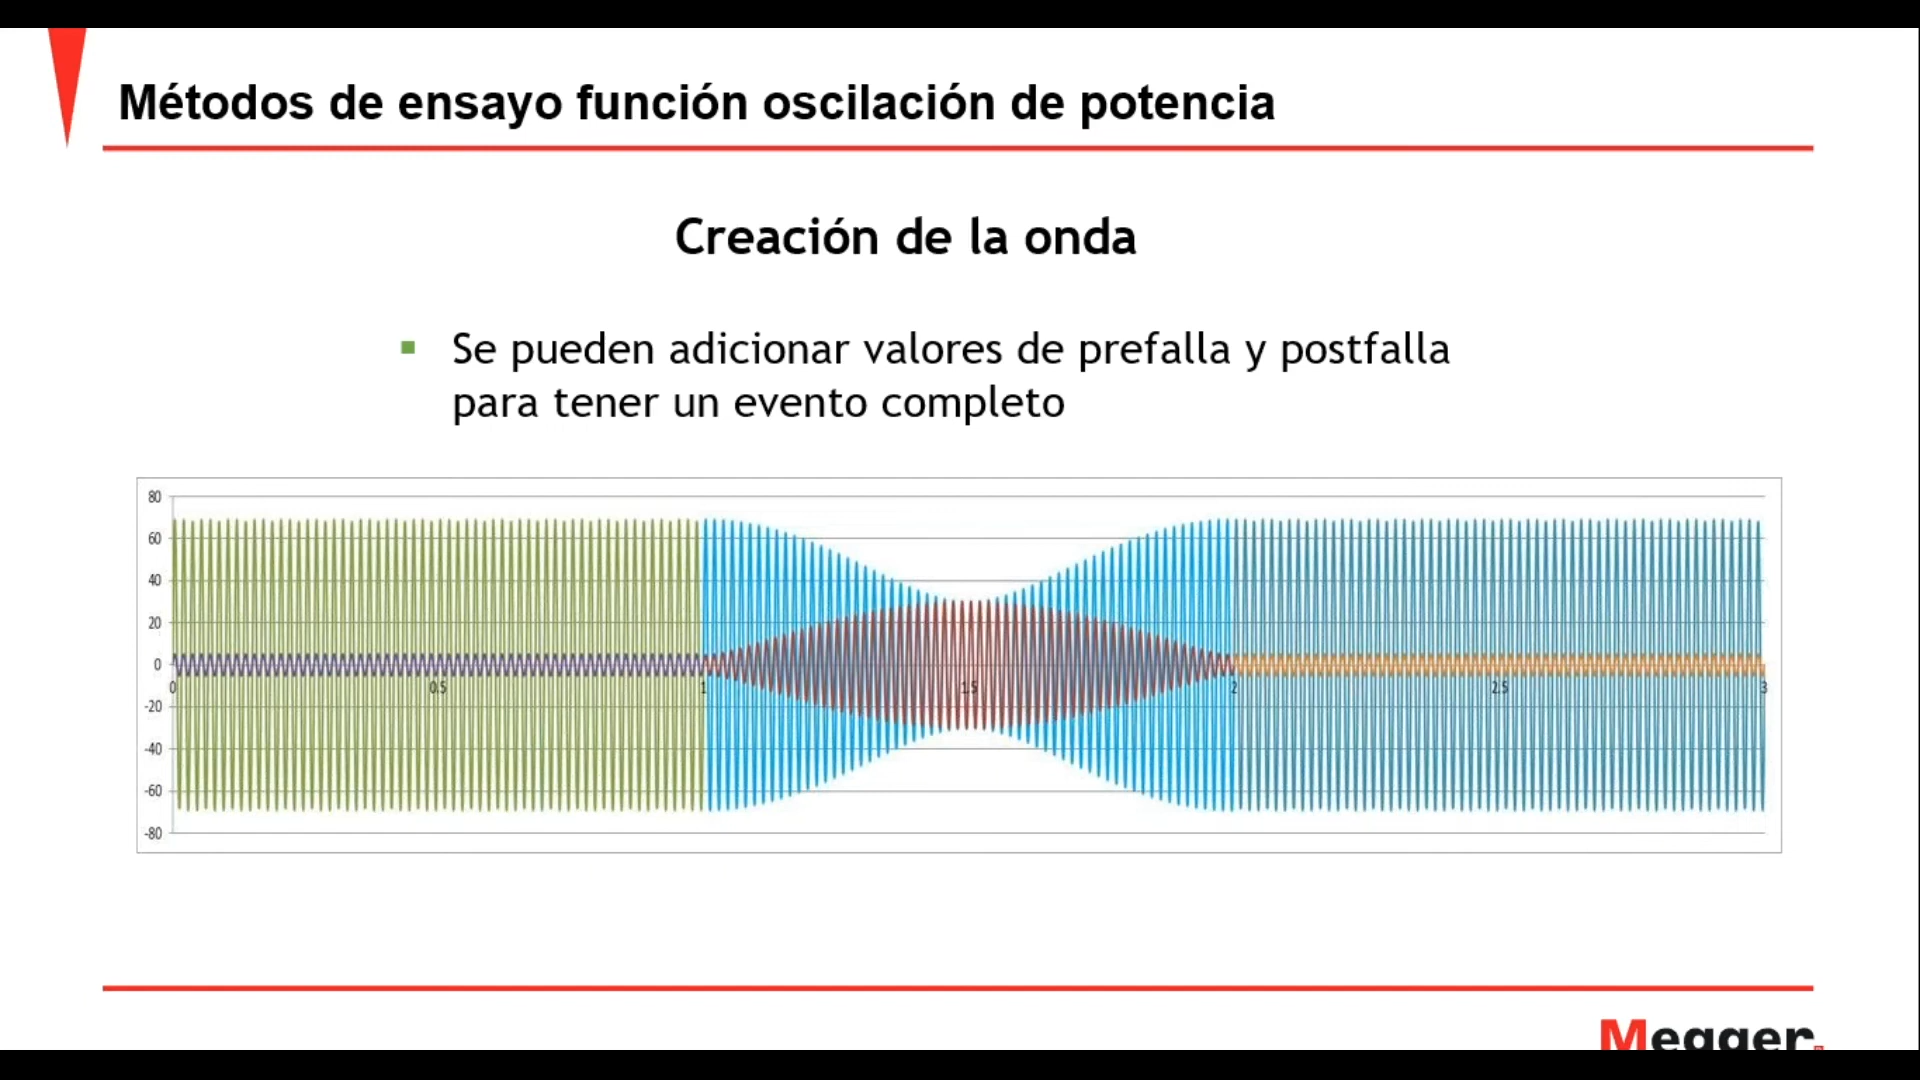 Métodos de ensayo función oscilación de potencia
Creación de la onda
Se pueden adicionar valores de prefalla y postfalla
para tener un evento completo
80
60
40
20
0
-20
-40
-60
-80
0 0.5 1 1.5 2 2.5 3
Megger